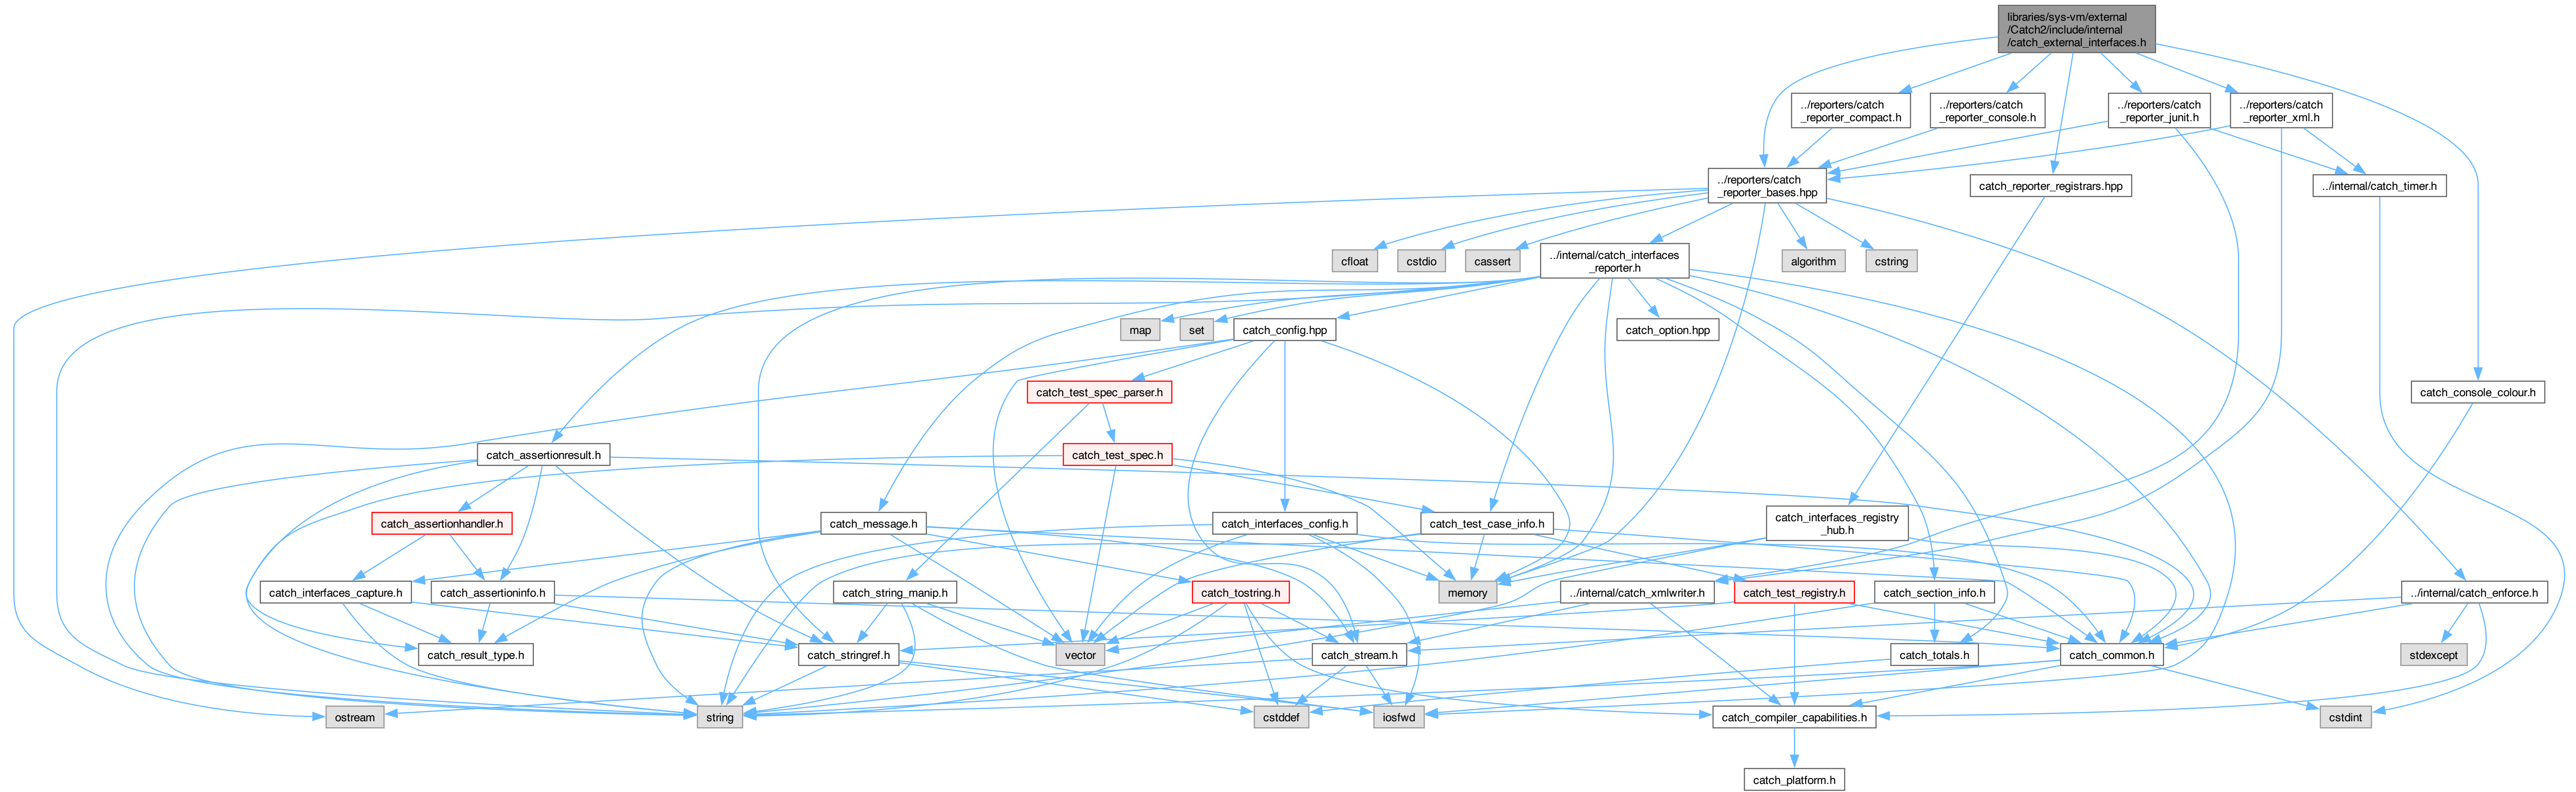 libraries/sys-vm/external
/Catch2/include/internal
/catch_external_interfaces.h
../reporters/catch
_reporter_compact.h
../reporters/catch
_reporter_console.h
../reporters/catch
_reporter_junit.h
../reporters/catch
_reporter_xml.h
../reporters/catch
_reporter_bases.hpp
catch_reporter_registrars.hpp
../internal/catch_timer.h
cfloat
cstdio
cassert
../internal/catch_interfaces
_reporter.h
algorithm
cstring
map
set
catch_config.hpp
catch_option.hpp
catch_test_spec_parser.h
catch_console_colour.h
catch_assertionresult.h
catch_test_spec.h
catch_assertionhandler.h
catch_message.h
catch_interfaces_config.h
catch_test_case_info.h
catch_interfaces_registry
_hub.h
catch_interfaces_capture.h
catch_assertioninfo.h
catch_string_manip.h
catch_tostring.h
memory
../internal/catch_xmlwriter.h
catch_test_registry.h
catch_section_info.h
../internal/catch_enforce.h
catch_result_type.h
catch_stringref.h
vector
catch_stream.h
catch_totals.h
catch_common.h
stdexcept
ostream
string
cstddef
iosfwd
catch_compiler_capabilities.h
cstdint
catch_platform.h